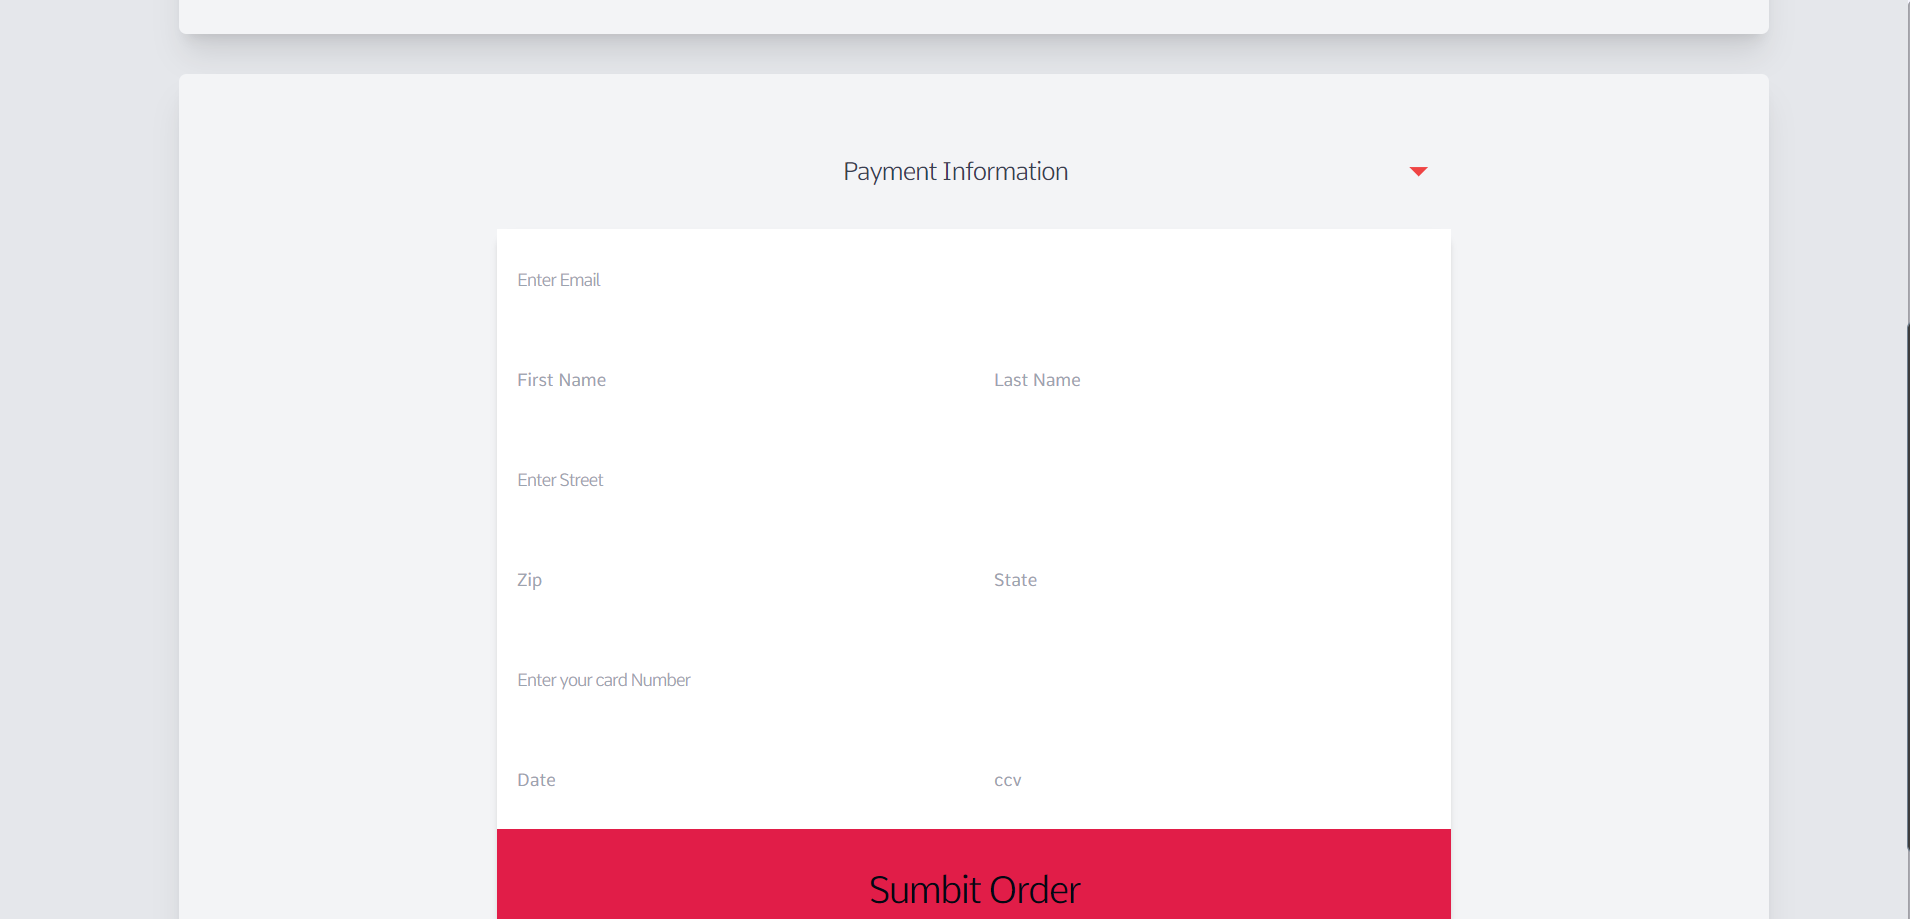 Payment Information
Enter Email
First Name Last Name
Enter Street
Zip State
Enter your card Number
Date ccv
Sumbit Order